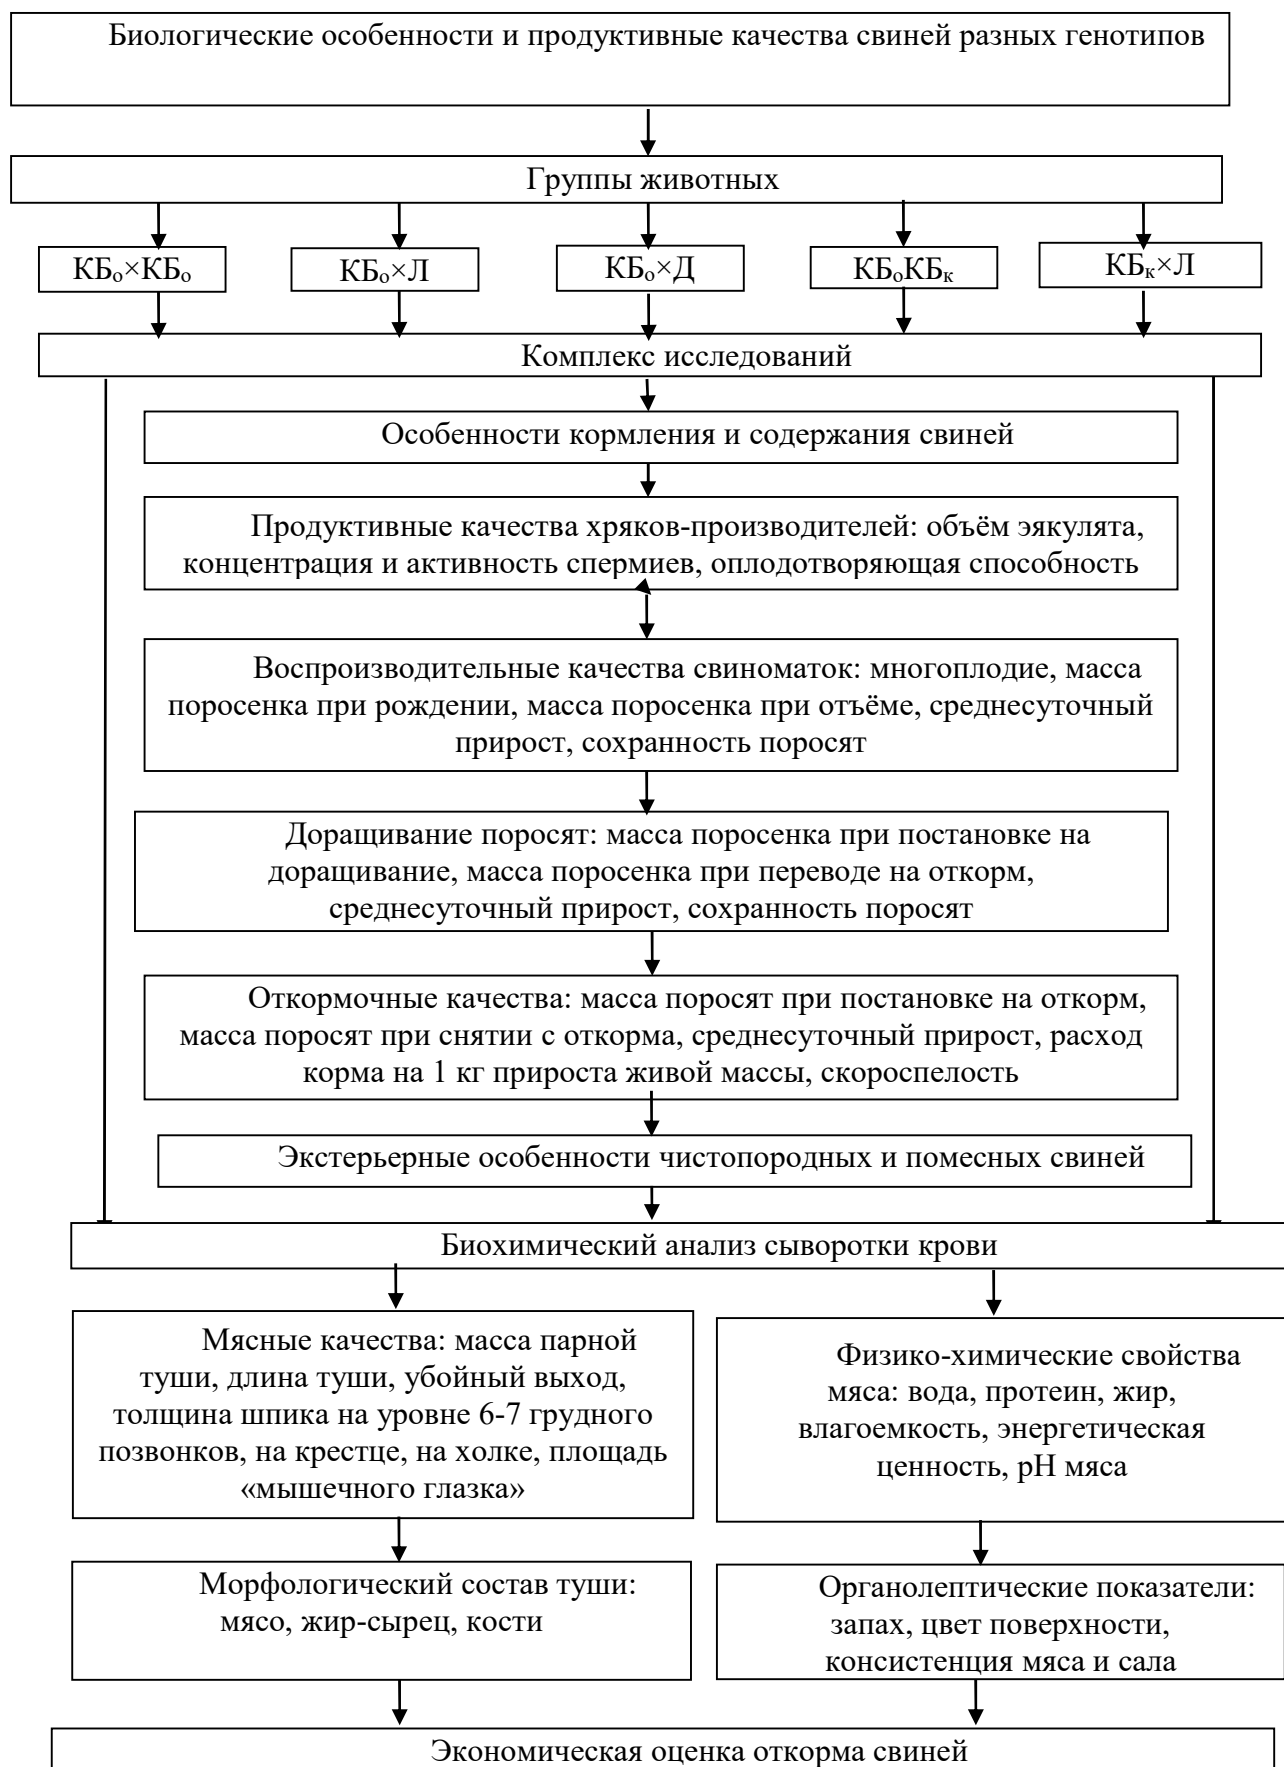 Биологические особенности и продуктивные качества свиней разных генотипов
Группы животных
КБₒ×КБₒ
КБₒ×Л
КБₒ×Д
КБₒКБₖ
КБₖ×Л
Комплекс исследований
Особенности кормления и содержания свиней
Продуктивные качества хряков-производителей: объём эякулята,
концентрация и активность спермиев, оплодотворяющая способность
Воспроизводительные качества свиноматок: многоплодие, масса
поросенка при рождении, масса поросенка при отъёме, среднесуточный
прирост, сохранность поросят
Доращивание поросят: масса поросенка при постановке на
доращивание, масса поросенка при переводе на откорм,
среднесуточный прирост, сохранность поросят
Откормочные качества: масса поросят при постановке на откорм,
масса поросят при снятии с откорма, среднесуточный прирост, расход
корма на 1 кг прироста живой массы, скороспелость
Экстерьерные особенности чистопородных и помесных свиней
Биохимический анализ сыворотки крови
Мясные качества: масса парной
туши, длина туши, убойный выход,
толщина шпика на уровне 6-7 грудного
позвонков, на крестце, на холке, площадь
«мышечного глазка»
Физико-химические свойства
мяса: вода, протеин, жир,
влагоемкость, энергетическая
ценность, рН мяса
Морфологический состав туши:
мясо, жир-сырец, кости
Органолептические показатели:
запах, цвет поверхности,
консистенция мяса и сала
Экономическая оценка откорма свиней